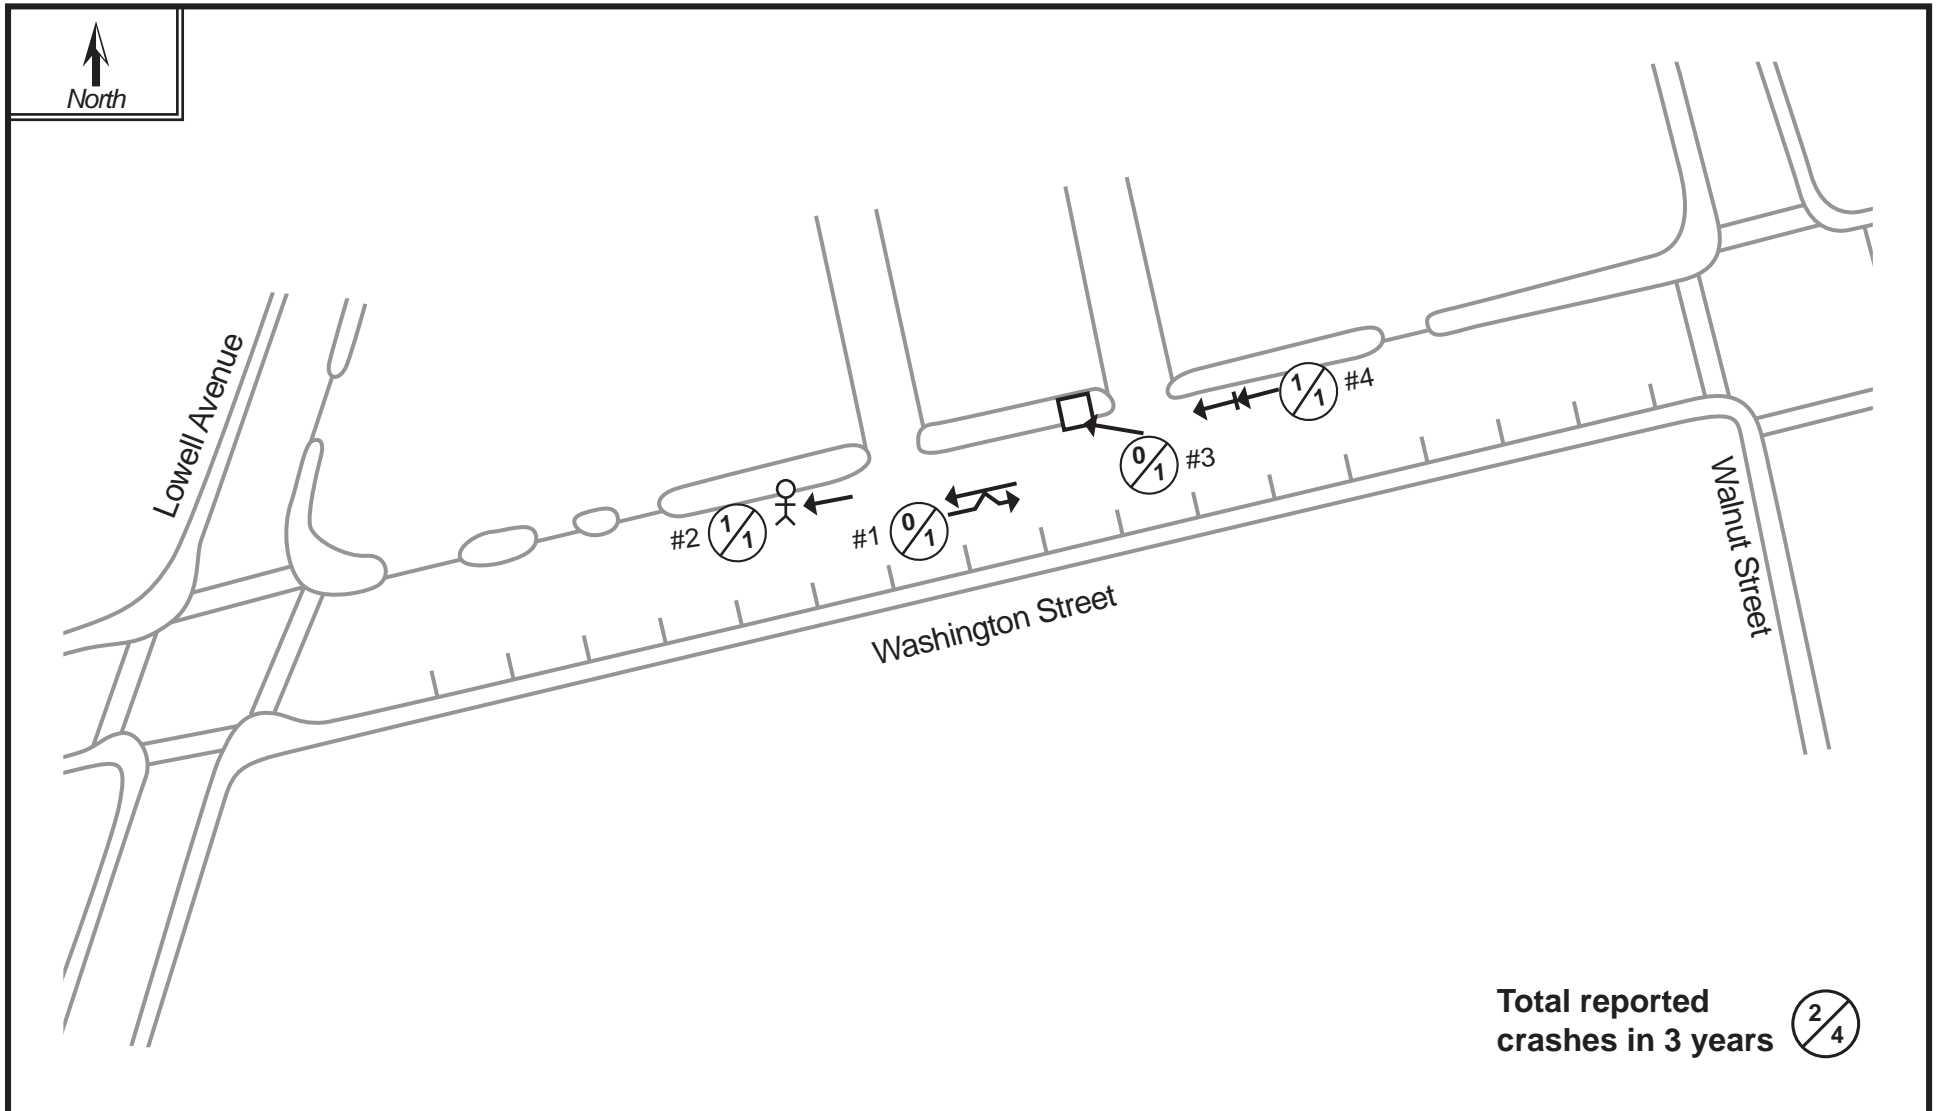 North
Lowell Avenue
1/1 #4
0/1 #3
#2 1/1
#1 0/1
Walnut Street
Washington Street
Total reported
crashes in 3 years
2/4